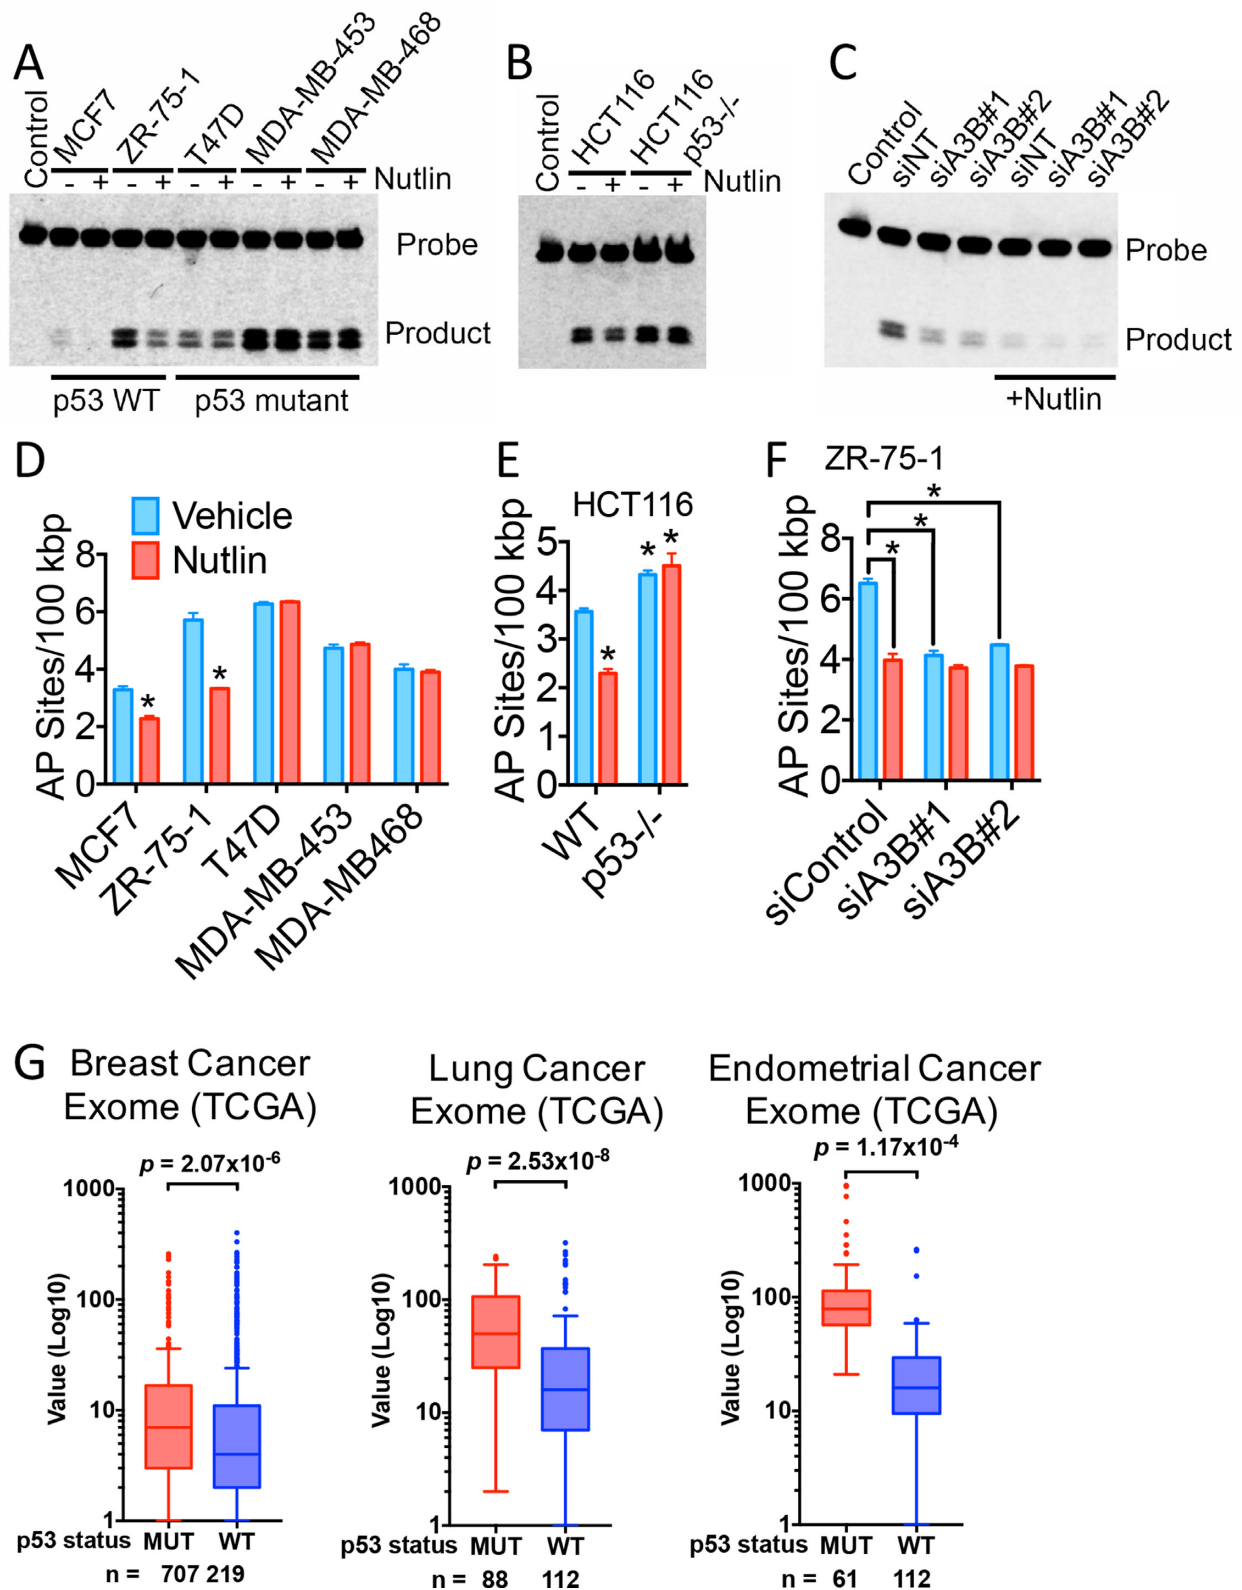 A
Control
MCF7
ZR-75-1
T47D
MDA-MB-453
MDA-MB-468
- + - + - + - + - + Nutlin
Probe
Product
p53 WT p53 mutant
B
Control
HCT116
HCT116
p53-/-
- + - + Nutlin
C
Control
siNT
siA3B#1
siA3B#2
siNT
siA3B#1
siA3B#2
Probe
Product
+Nutlin
D
Vehicle
Nutlin
AP Sites/100 kbp
8
6
4
2
0
* *
MCF7
ZR-75-1
T47D
MDA-MB-453
MDA-MB468
E
HCT116
AP Sites/100 kbp
5
4
3
2
1
0
* * *
WT
p53-/-
F
ZR-75-1
AP Sites/100 kbp
8
6
4
2
0
*
*
*
siControl
siA3B#1
siA3B#2
G
Breast Cancer
Exome (TCGA)
p = 2.07x10-6
Value (Log10)
1000
100
10
1
p53 status MUT WT
n = 707 219
Lung Cancer
Exome (TCGA)
p = 2.53x10-8
Value (Log10)
1000
100
10
1
p53 status MUT WT
n = 88 112
Endometrial Cancer
Exome (TCGA)
p = 1.17x10-4
Value (Log10)
1000
100
10
1
p53 status MUT WT
n = 61 112